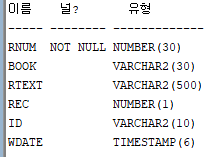 이름 널? 유형
----- -------- -------------
RNUM NOT NULL NUMBER(30)
BOOK VARCHAR2(30)
RTEXT VARCHAR2(500)
REC NUMBER(1)
ID VARCHAR2(10)
WDATE TIMESTAMP(6)